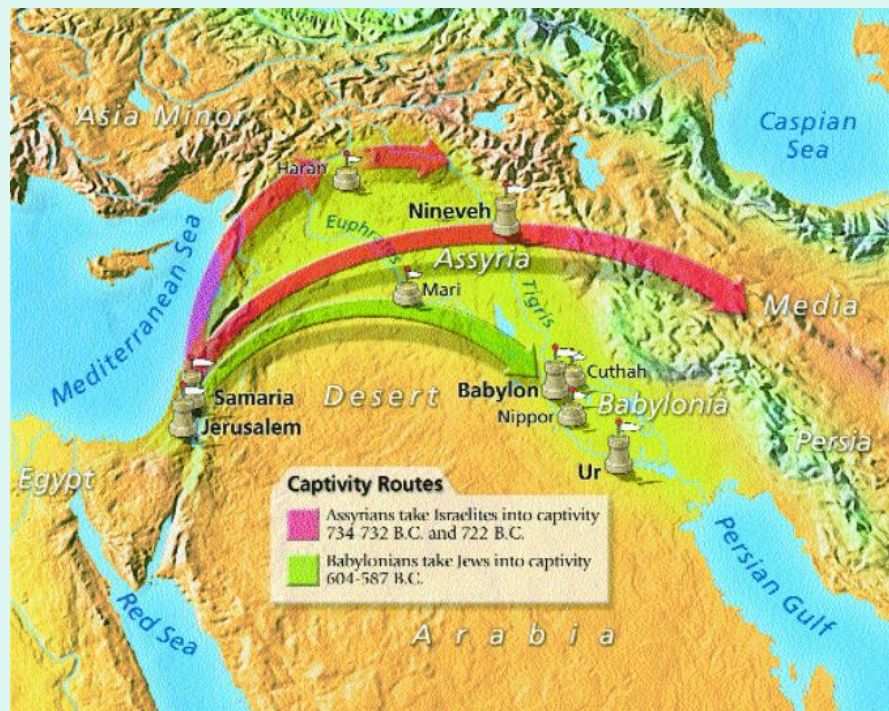 Asia Minor
Caspian
Sea
Haran
Nineveh
Euphrates
Assyria
Mediterranean Sea
Mari
Tigris
Media
Samaria
Jerusalem
Desert
Babylon
Cuthah
Nippor
Babylonia
Persia
Egypt
Ur
Captivity Routes
Assyrians take Israelites into captivity
734-732 B.C. and 722 B.C.
Babylonians take Jews into captivity
604-587 B.C.
Red Sea
Persian Gulf
Arabia